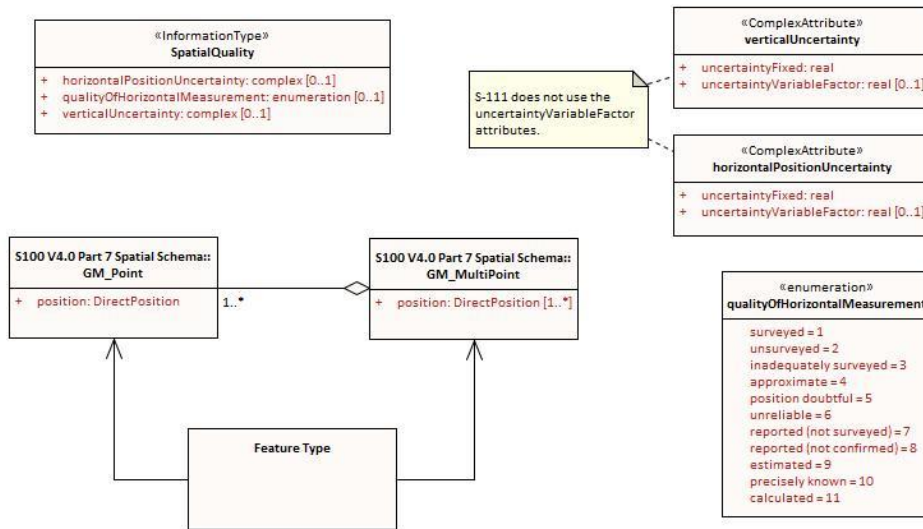 «InformationType»
SpatialQuality
+ horizontalPositionUncertainty: complex [0..1]
+ qualityOfHorizontalMeasurement: enumeration [0..1]
+ verticalUncertainty: complex [0..1]
S-111 does not use the
uncertaintyVariableFactor
attributes.
«ComplexAttribute»
verticalUncertainty
+ uncertaintyFixed: real
+ uncertaintyVariableFactor: real [0..1]
«ComplexAttribute»
horizontalPositionUncertainty
+ uncertaintyFixed: real
+ uncertaintyVariableFactor: real [0..1]
S100 V4.0 Part 7 Spatial Schema::
GM_Point
+ position: DirectPosition
1..*
S100 V4.0 Part 7 Spatial Schema::
GM_MultiPoint
+ position: DirectPosition [1..*]
Feature Type
«enumeration»
qualityOfHorizontalMeasurement
surveyed = 1
unsurveyed = 2
inadequately surveyed = 3
approximate = 4
position doubtful = 5
unreliable = 6
reported (not surveyed) = 7
reported (not confirmed) = 8
estimated = 9
precisely known = 10
calculated = 11